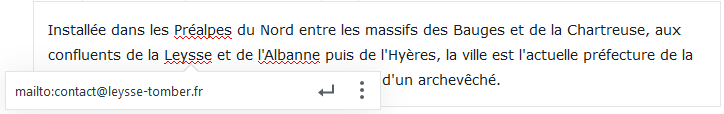 Installée dans les Préalpes du Nord entre les massifs des Bauges et de la Chartreuse, aux
confluents de la Leysse et de l'Albanne puis de l'Hyères, la ville est l'actuelle préfecture de la
mailto:contact@leysse-tomber.fr
d'un archevêché.